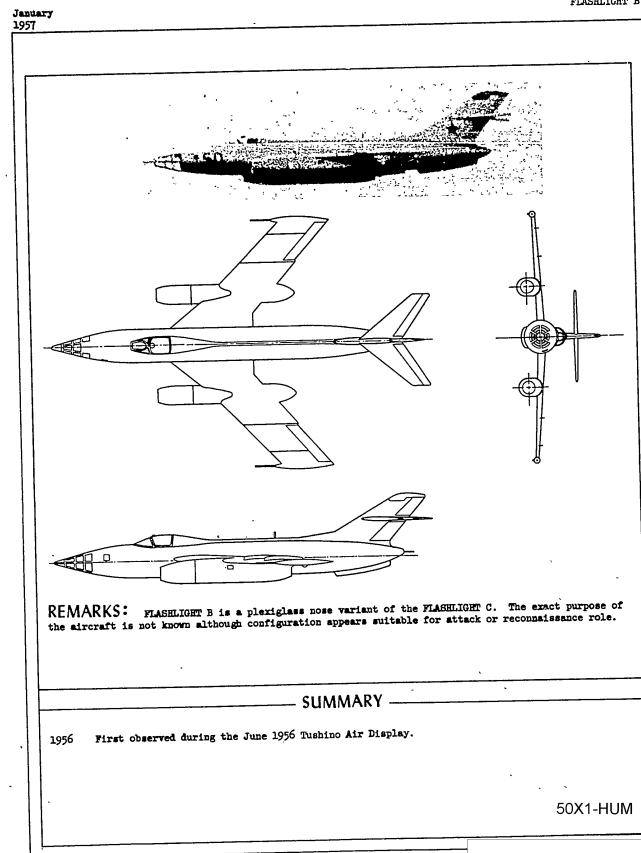 FLASHLIGHT B
January
1957
REMARKS: FLASHLIGHT B is a plexiglass nose variant of the FLASHLIGHT C. The exact purpose of
the aircraft is not known although configuration appears suitable for attack or reconnaissance role.
SUMMARY
1956 First observed during the June 1956 Tushino Air Display.
50X1-HUM